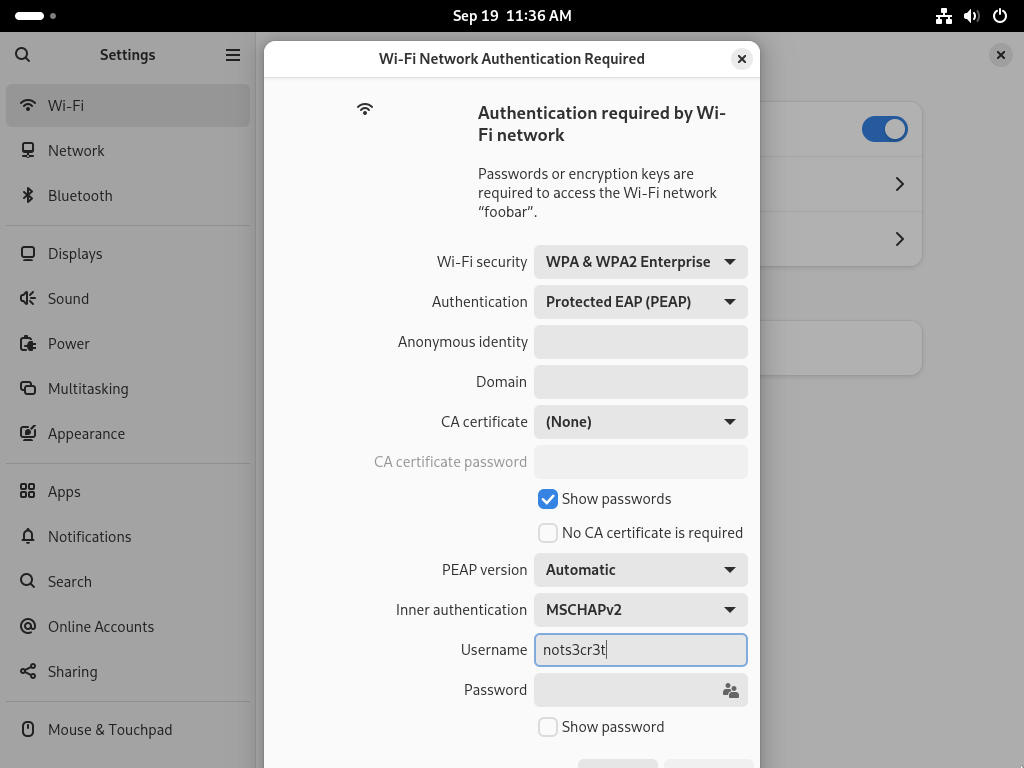 Sep 19 11:36 AM
Settings
Wi-Fi
Network
Bluetooth
Displays
Sound
Power
Multitasking
Appearance
Apps
Notifications
Search
Online Accounts
Sharing
Mouse & Touchpad
Wi-Fi Network Authentication Required
Authentication required by Wi-
Fi network
Passwords or encryption keys are
required to access the Wi-Fi network
“foobar”.
Wi-Fi security WPA & WPA2 Enterprise
Authentication Protected EAP (PEAP)
Anonymous identity
Domain
CA certificate (None)
CA certificate password
Show passwords
No CA certificate is required
PEAP version Automatic
Inner authentication MSCHAPv2
Username nots3cr3t
Password
Show password